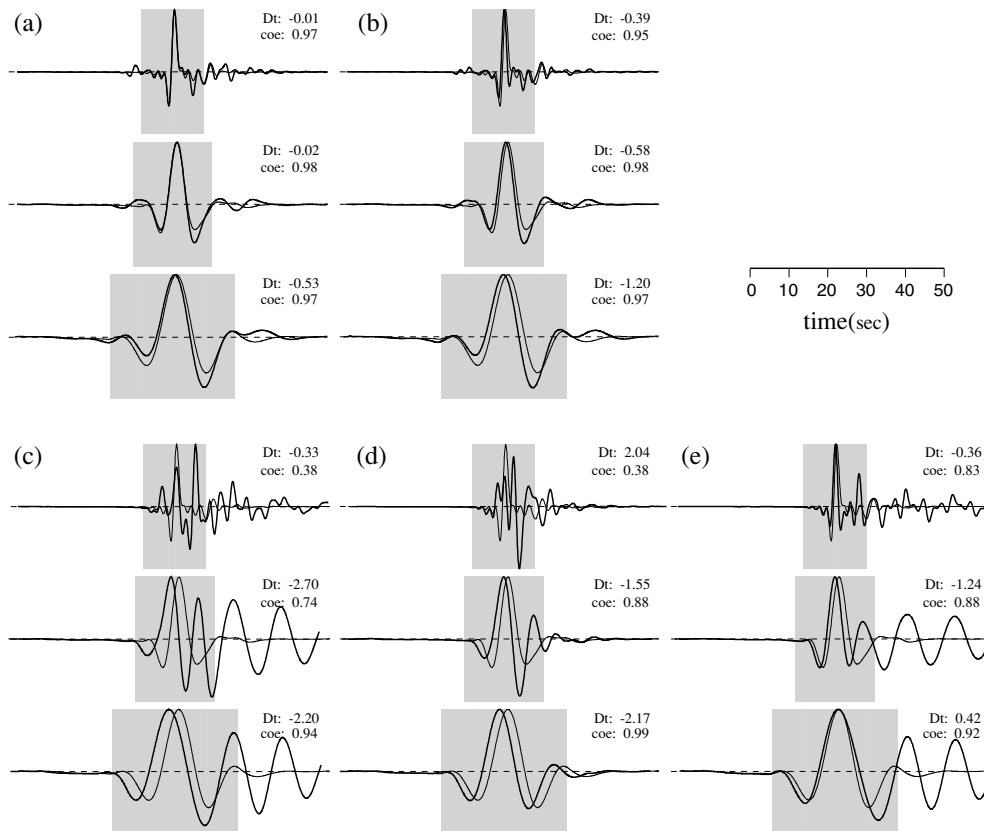 (a)
Dt: -0.01
coe: 0.97
Dt: -0.02
coe: 0.98
Dt: -0.53
coe: 0.97
(b)
Dt: -0.39
coe: 0.95
Dt: -0.58
coe: 0.98
Dt: -1.20
coe: 0.97
0 10 20 30 40 50
time(sec)
(c)
Dt: -0.33
coe: 0.38
Dt: -2.70
coe: 0.74
Dt: -2.20
coe: 0.94
(d)
Dt: 2.04
coe: 0.38
Dt: -1.55
coe: 0.88
Dt: -2.17
coe: 0.99
(e)
Dt: -0.36
coe: 0.83
Dt: -1.24
coe: 0.88
Dt: 0.42
coe: 0.92